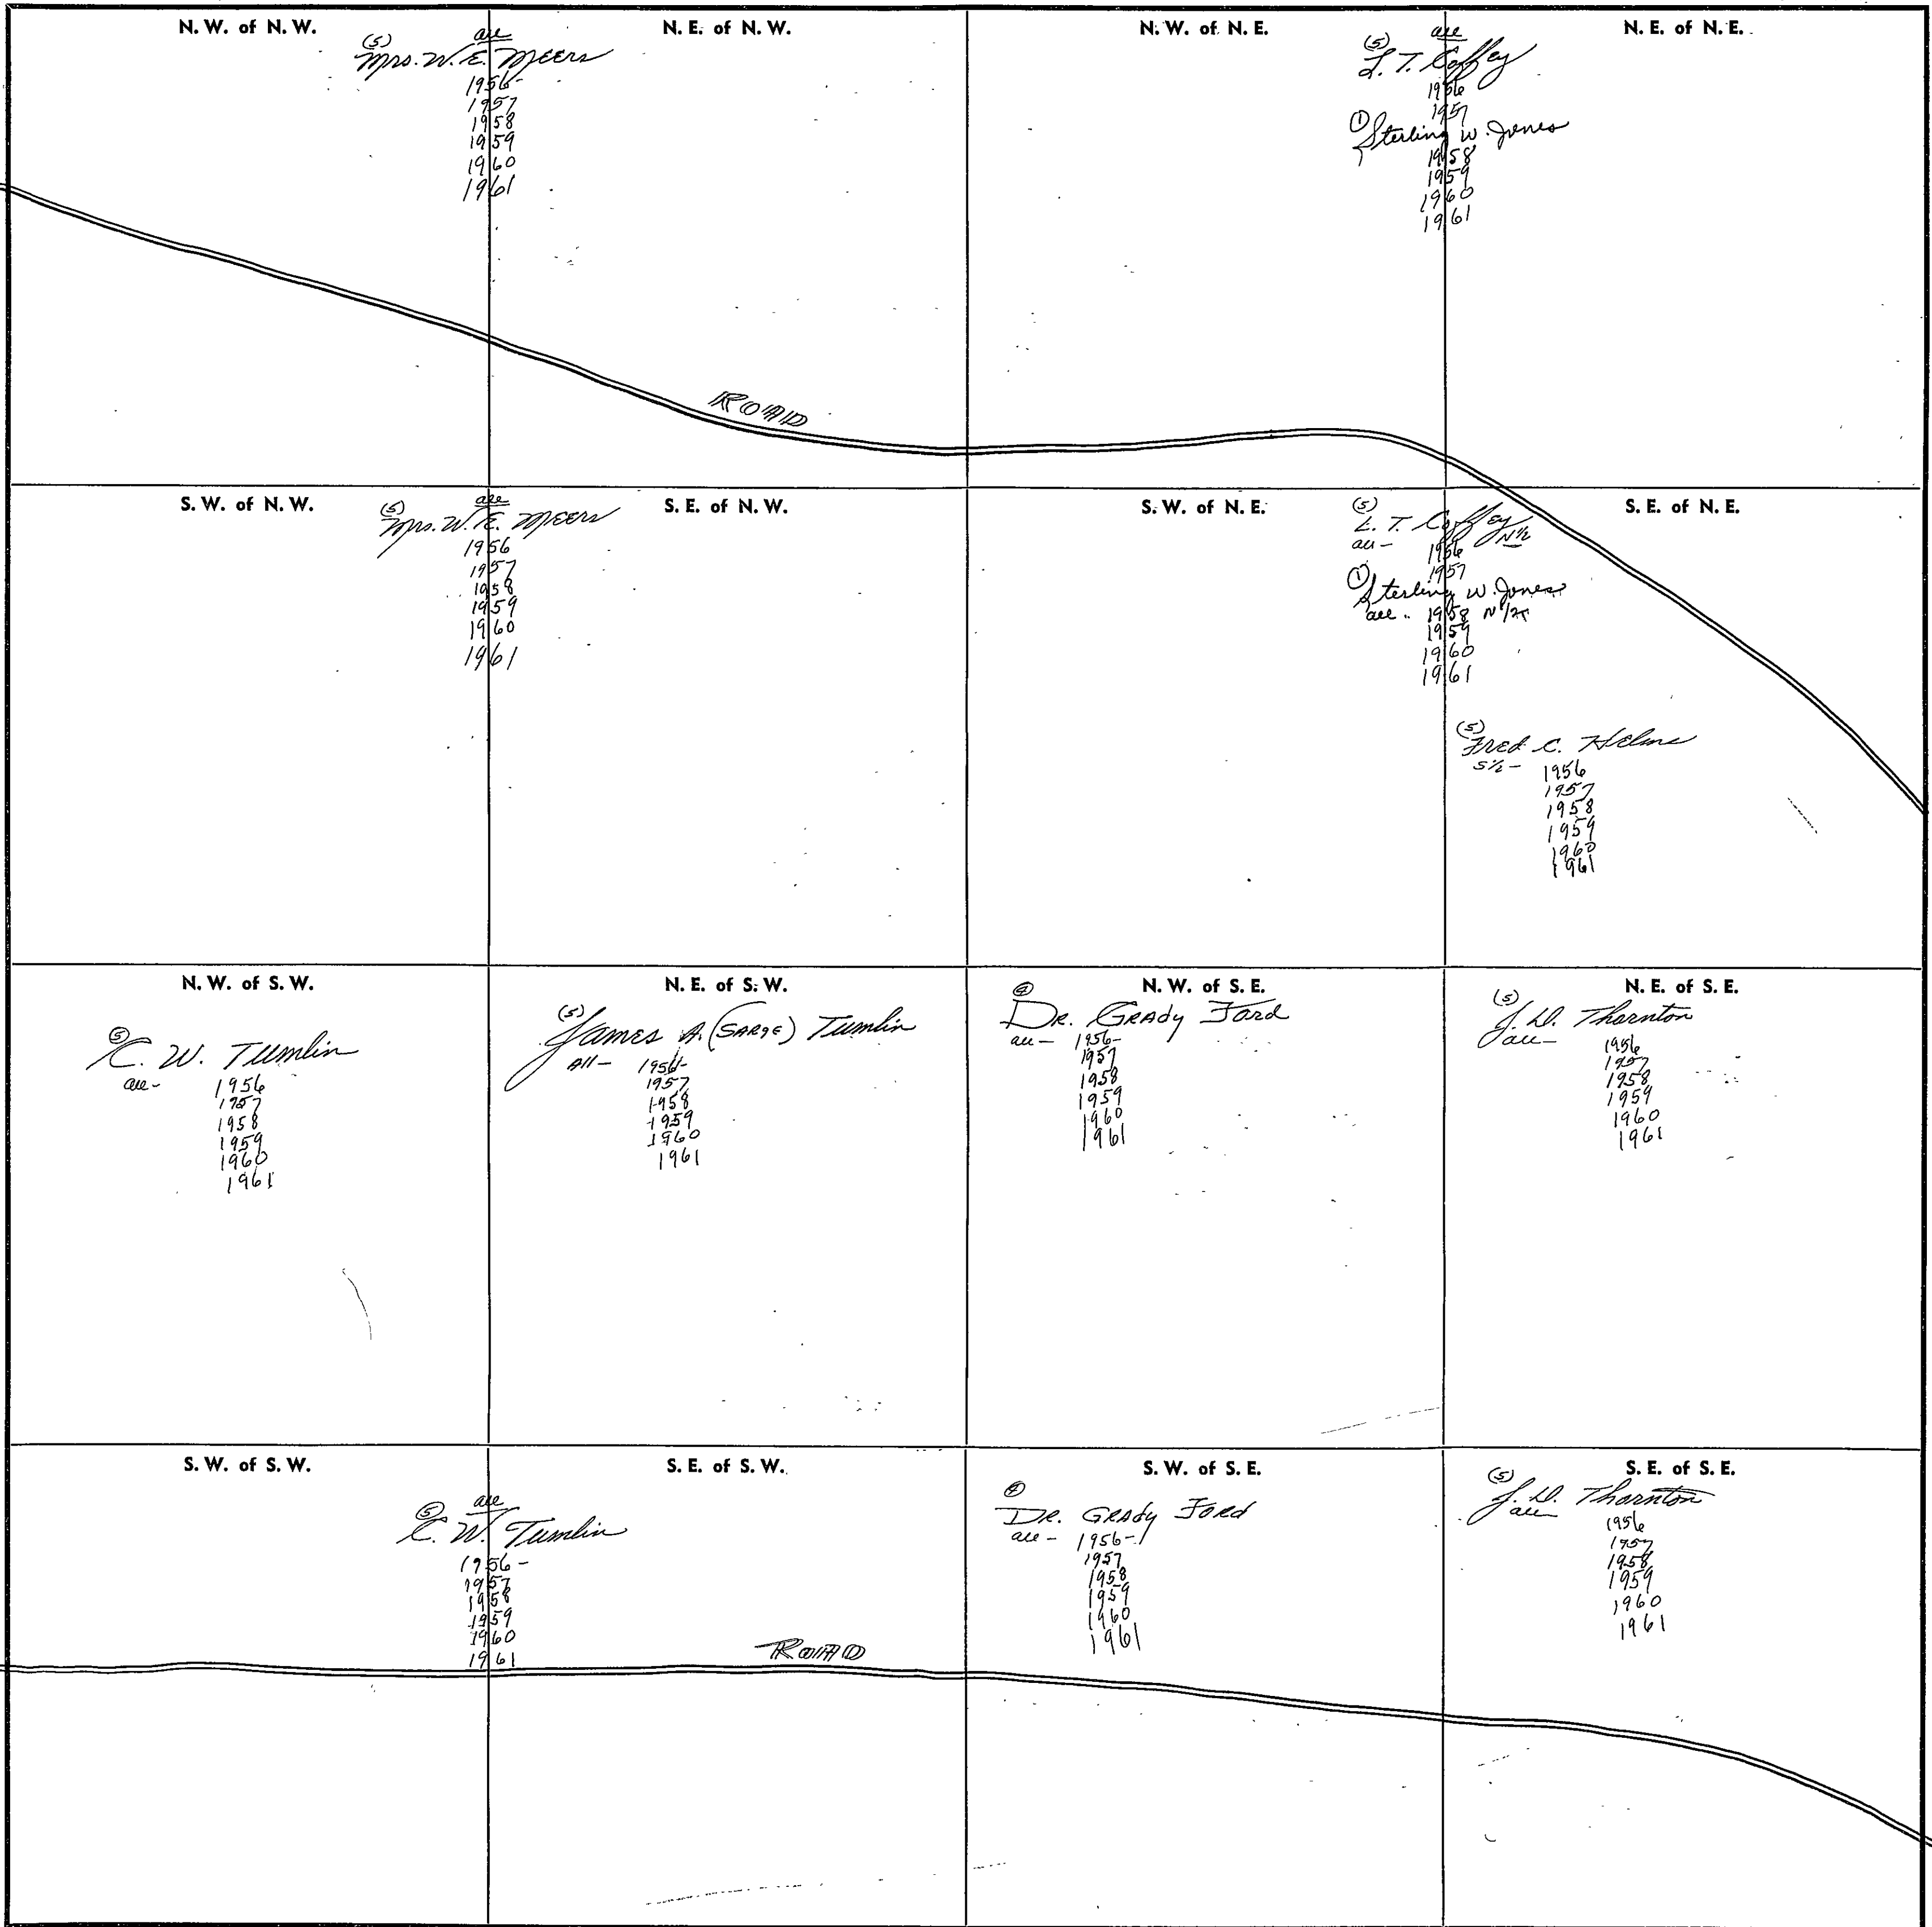 N. W. of N. W.
(5) all
Mrs. W. E. Meers
1956-
1957
1958
1959
1960
1961
N. E. of N. W.
N. W. of N. E.
(5) all
L. T. Coffey
1956
1957
(1) Sterling W. Jones
1958
1959
1960
1961
N. E. of N. E.
ROAD
S. W. of N. W.
(5) all
Mrs. W. E. Meers
1956
1957
1958
1959
1960
1961
S. E. of N. W.
S. W. of N. E.
(5)
L. T. Coffey
all - 1956 N½
1957
(1) Sterling W. Jones
all - 1958 N½
1959
1960
1961
S. E. of N. E.
(5)
Fred C. Helms
S½ - 1956
1957
1958
1959
1960
1961
N. W. of S. W.
(5)
C. W. Tumlin
all - 1956
1957
1958
1959
1960
1961
N. E. of S. W.
(5)
James A. (Sarge) Tumlin
All - 1956-
1957
1958
1959
1960
1961
N. W. of S. E.
(4)
Dr. Grady Ford
all - 1956-
1957
1958
1959
1960
1961
N. E. of S. E.
(5)
J. D. Thornton
all - 1956
1957
1958
1959
1960
1961
S. W. of S. W.
(5) all
C. W. Tumlin
1956 -
1957
1958
1959
1960
1961
S. E. of S. W.
ROAD
S. W. of S. E.
(4)
Dr. Grady Ford
all - 1956-
1957
1958
1959
1960
1961
S. E. of S. E.
(5)
J. D. Thornton
all 1956
1957
1958
1959
1960
1961